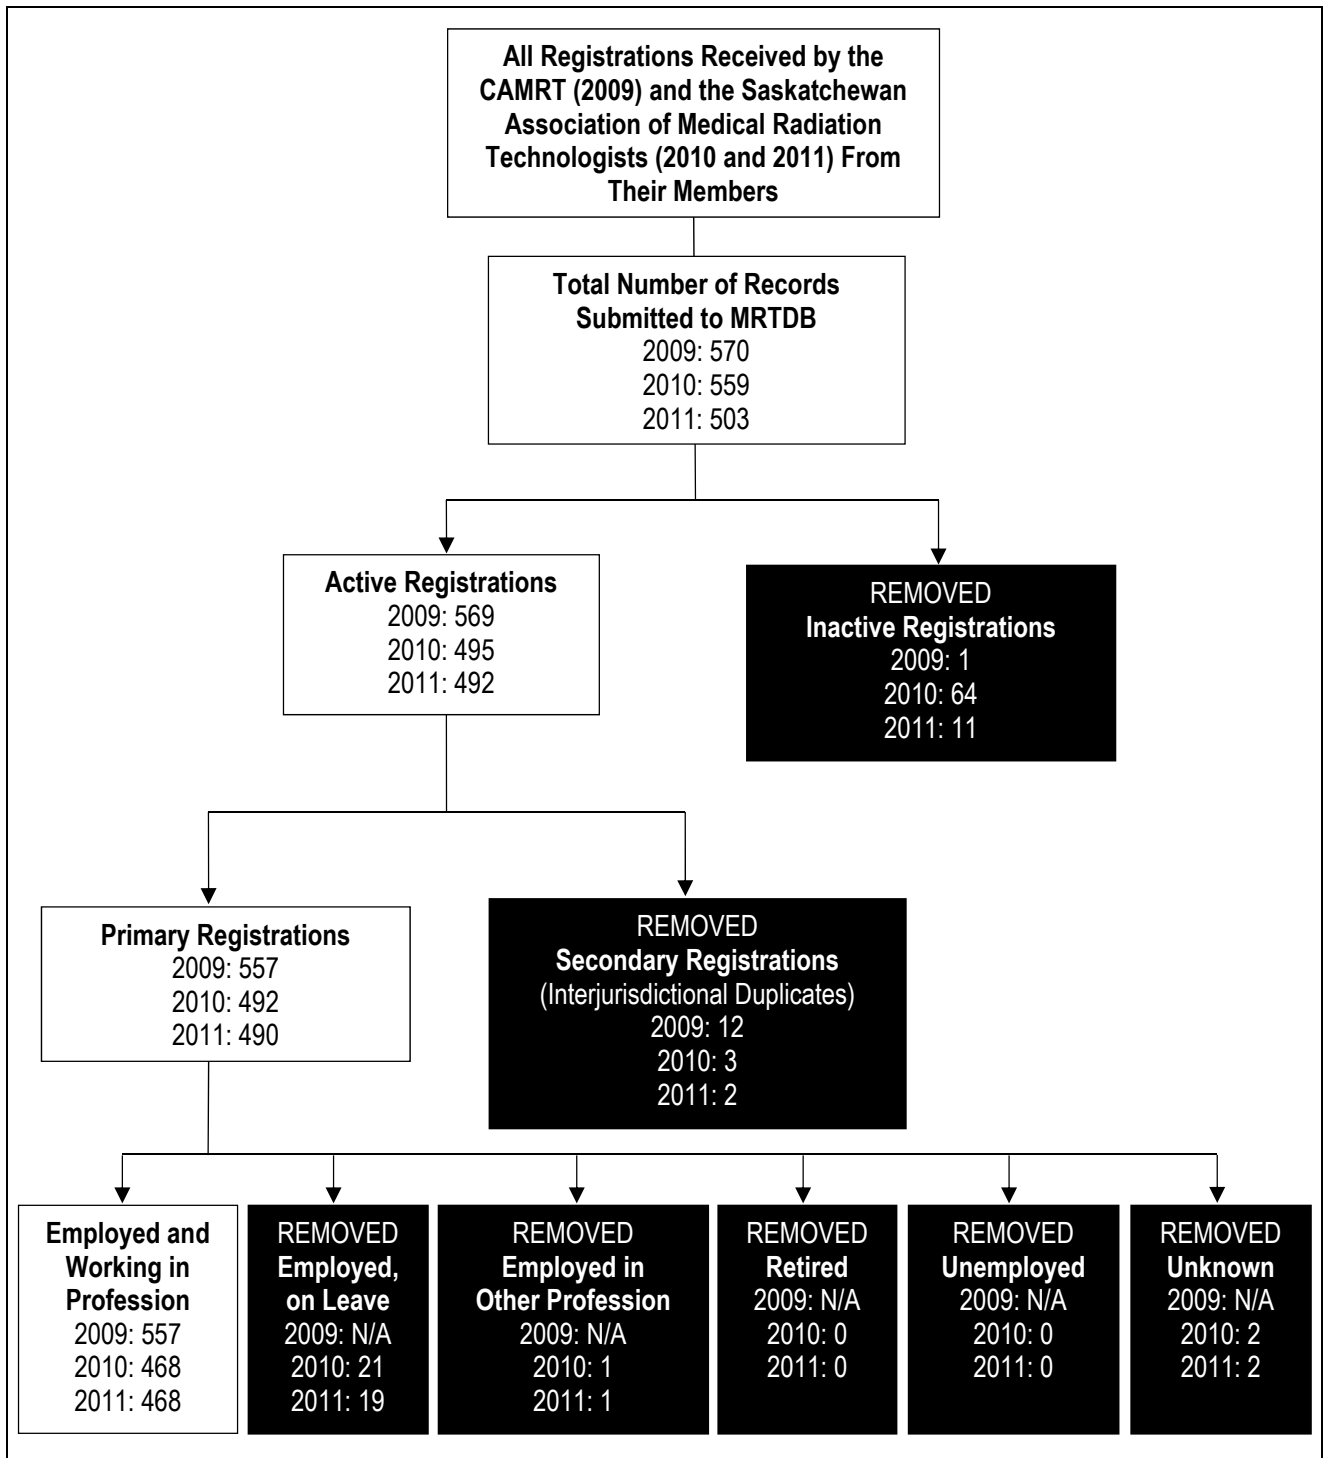 All Registrations Received by the
CAMRT (2009) and the Saskatchewan
Association of Medical Radiation
Technologists (2010 and 2011) From
Their Members
Total Number of Records
Submitted to MRTDB
2009: 570
2010: 559
2011: 503
Active Registrations
2009: 569
2010: 495
2011: 492
REMOVED
Inactive Registrations
2009: 1
2010: 64
2011: 11
Primary Registrations
2009: 557
2010: 492
2011: 490
REMOVED
Secondary Registrations
(Interjurisdictional Duplicates)
2009: 12
2010: 3
2011: 2
Employed and
Working in
Profession
2009: 557
2010: 468
2011: 468
REMOVED
Employed,
on Leave
2009: N/A
2010: 21
2011: 19
REMOVED
Employed in
Other Profession
2009: N/A
2010: 1
2011: 1
REMOVED
Retired
2009: N/A
2010: 0
2011: 0
REMOVED
Unemployed
2009: N/A
2010: 0
2011: 0
REMOVED
Unknown
2009: N/A
2010: 2
2011: 2